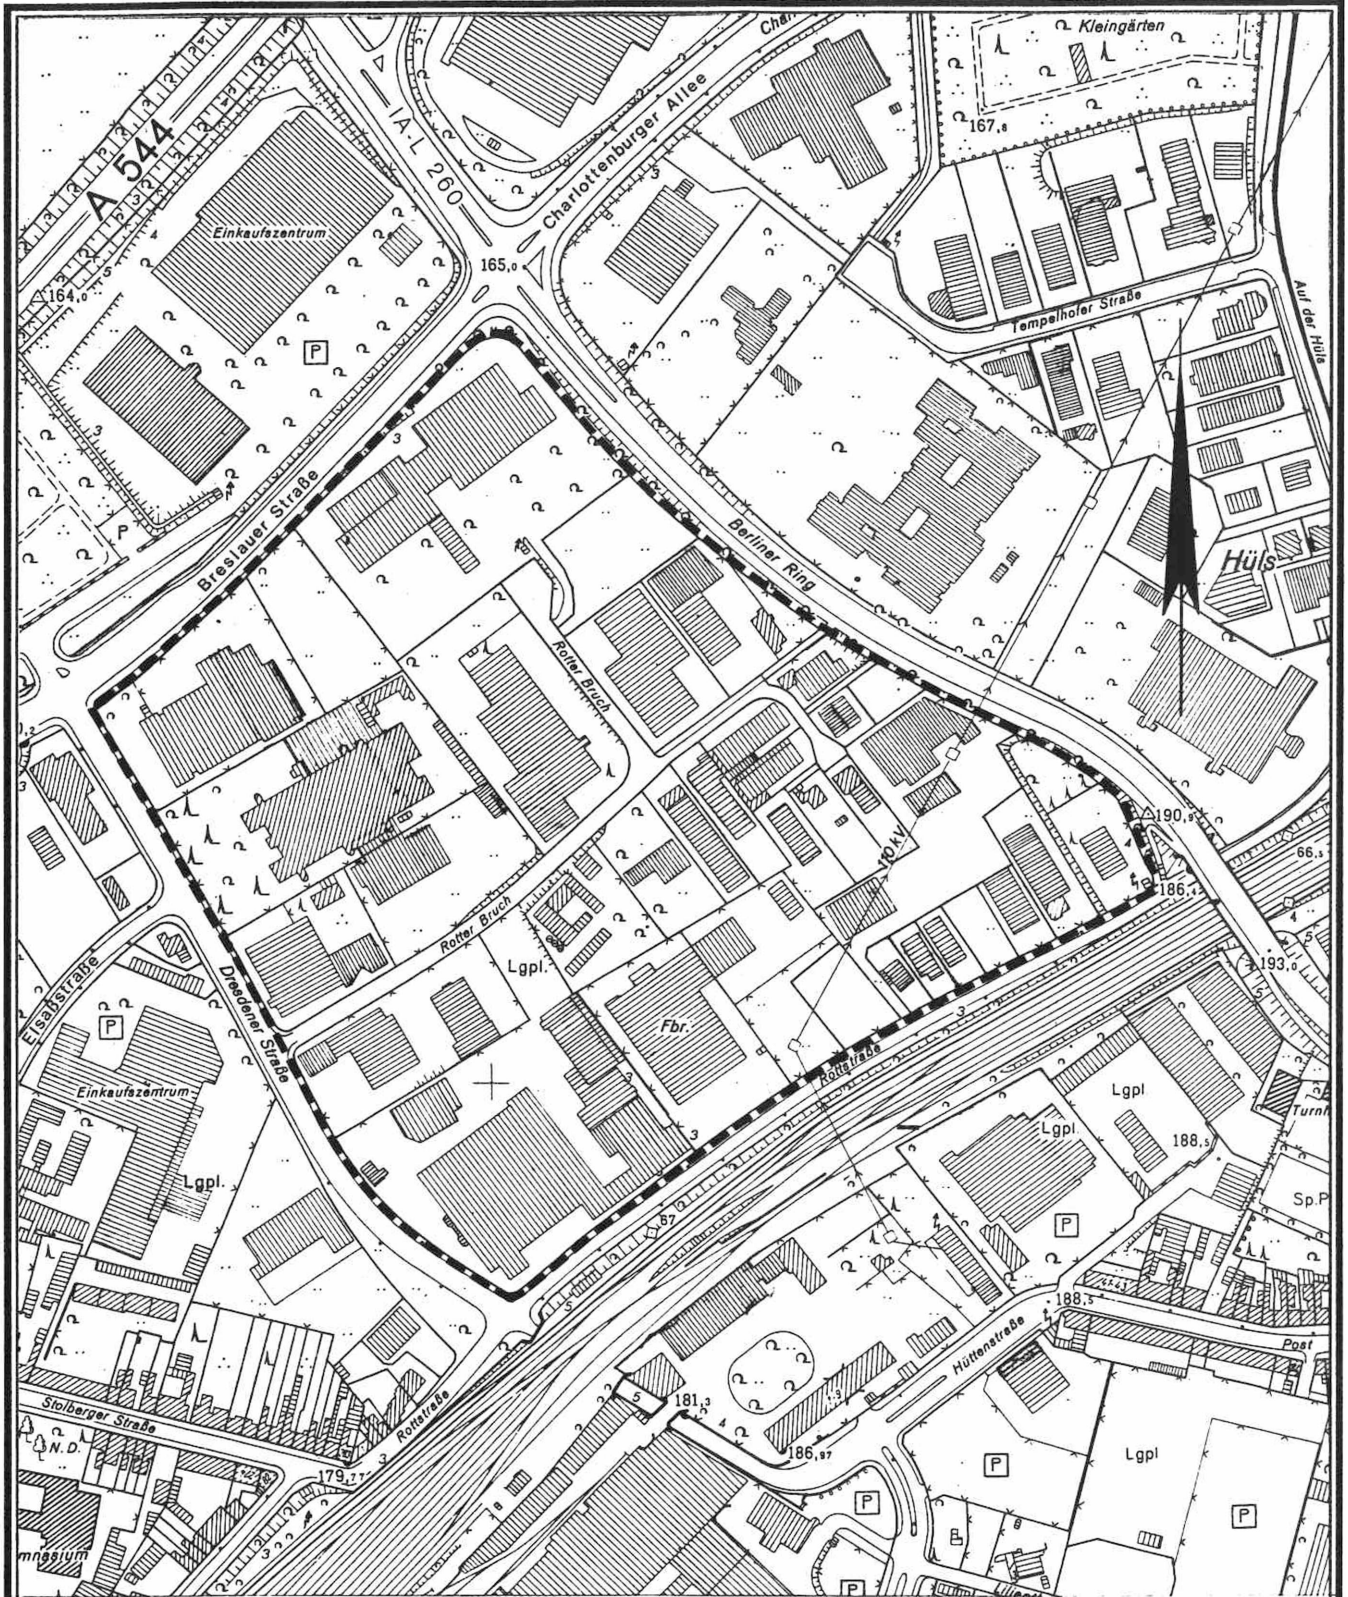 Kleingärten
A 544
IA-L 260
Charlottenburger Allee
167,8
Einkaufszentrum
165,0
164,0
Tempelhofer Straße
Auf der Hüls
P
Breslauer Straße
P
Berliner Ring
Hüls
Rotter Bruch
190,9
110 kV
66,5
186,4
Rotter Bruch
Lgpl.
193,0
Elsaßstraße
Dresdener Straße
P
Fbr.
Rottstraße
Einkaufszentrum
Lgpl
Lgpl.
188,5
Lgpl.
Sp.P
P
67
188,5
Hüttenstraße
Post
181,3
Stolberger Straße
Rottstraße
N.D.
186,97
179,77
P
Lgpl
P
P
P